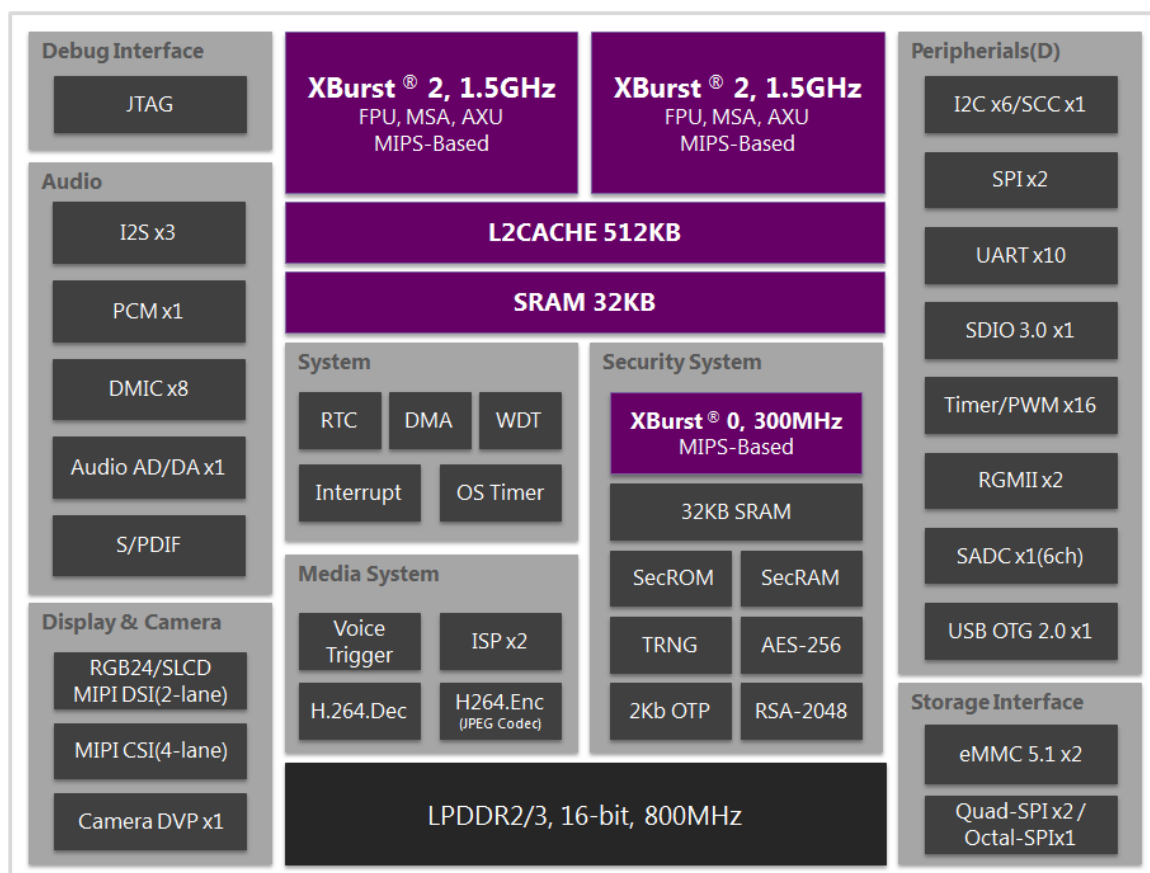 Debug Interface
JTAG
Audio
I2S x3
PCM x1
DMIC x8
Audio AD/DA x1
S/PDIF
Display & Camera
RGB24/SLCD
MIPI DSI(2-lane)
MIPI CSI(4-lane)
Camera DVP x1
XBurst ® 2, 1.5GHz
FPU, MSA, AXU
MIPS-Based
XBurst ® 2, 1.5GHz
FPU, MSA, AXU
MIPS-Based
L2CACHE 512KB
SRAM 32KB
System
RTC
DMA
WDT
Interrupt
OS Timer
Media System
Voice
Trigger
ISP x2
H.264.Dec
H264.Enc
(JPEG Codec)
Security System
XBurst ® 0, 300MHz
MIPS-Based
32KB SRAM
SecROM
SecRAM
TRNG
AES-256
2Kb OTP
RSA-2048
LPDDR2/3, 16-bit, 800MHz
Peripherials(D)
I2C x6/SCC x1
SPI x2
UART x10
SDIO 3.0 x1
Timer/PWM x16
RGMII x2
SADC x1(6ch)
USB OTG 2.0 x1
Storage Interface
eMMC 5.1 x2
Quad-SPI x2 /
Octal-SPIx1